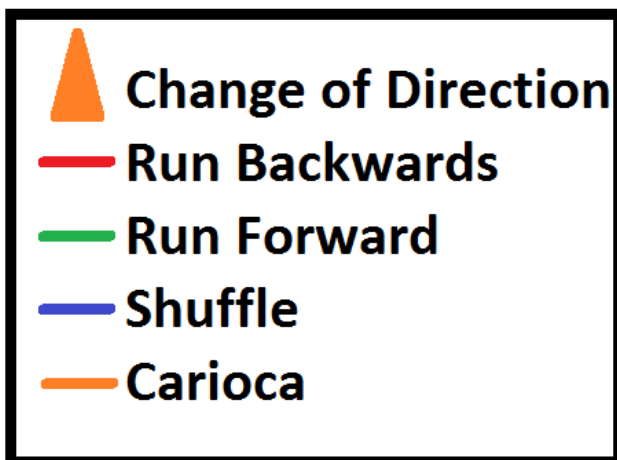 Change of Direction
Run Backwards
Run Forward
Shuffle
Carioca